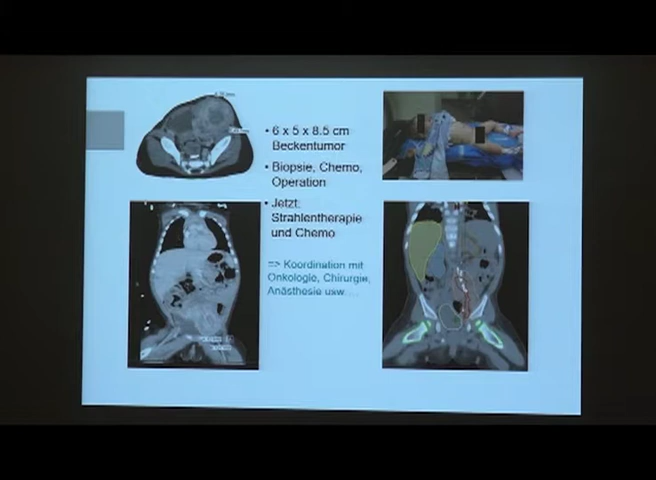 • 6 x 5 x 8.5 cm
Beckentumor
• Biopsie, Chemo,
Operation
• Jetzt:
Strahlentherapie
und Chemo
=> Koordination mit
Onkologie, Chirurgie,
Anästhesie usw....